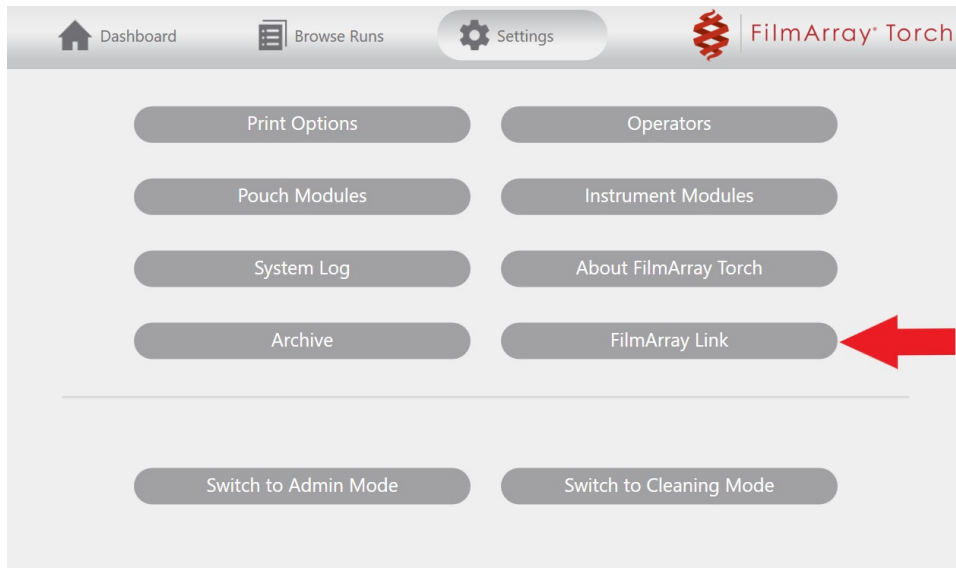 Dashboard
Browse Runs
Settings
FilmArray® Torch
Print Options
Operators
Pouch Modules
Instrument Modules
System Log
About FilmArray Torch
Archive
FilmArray Link
Switch to Admin Mode
Switch to Cleaning Mode